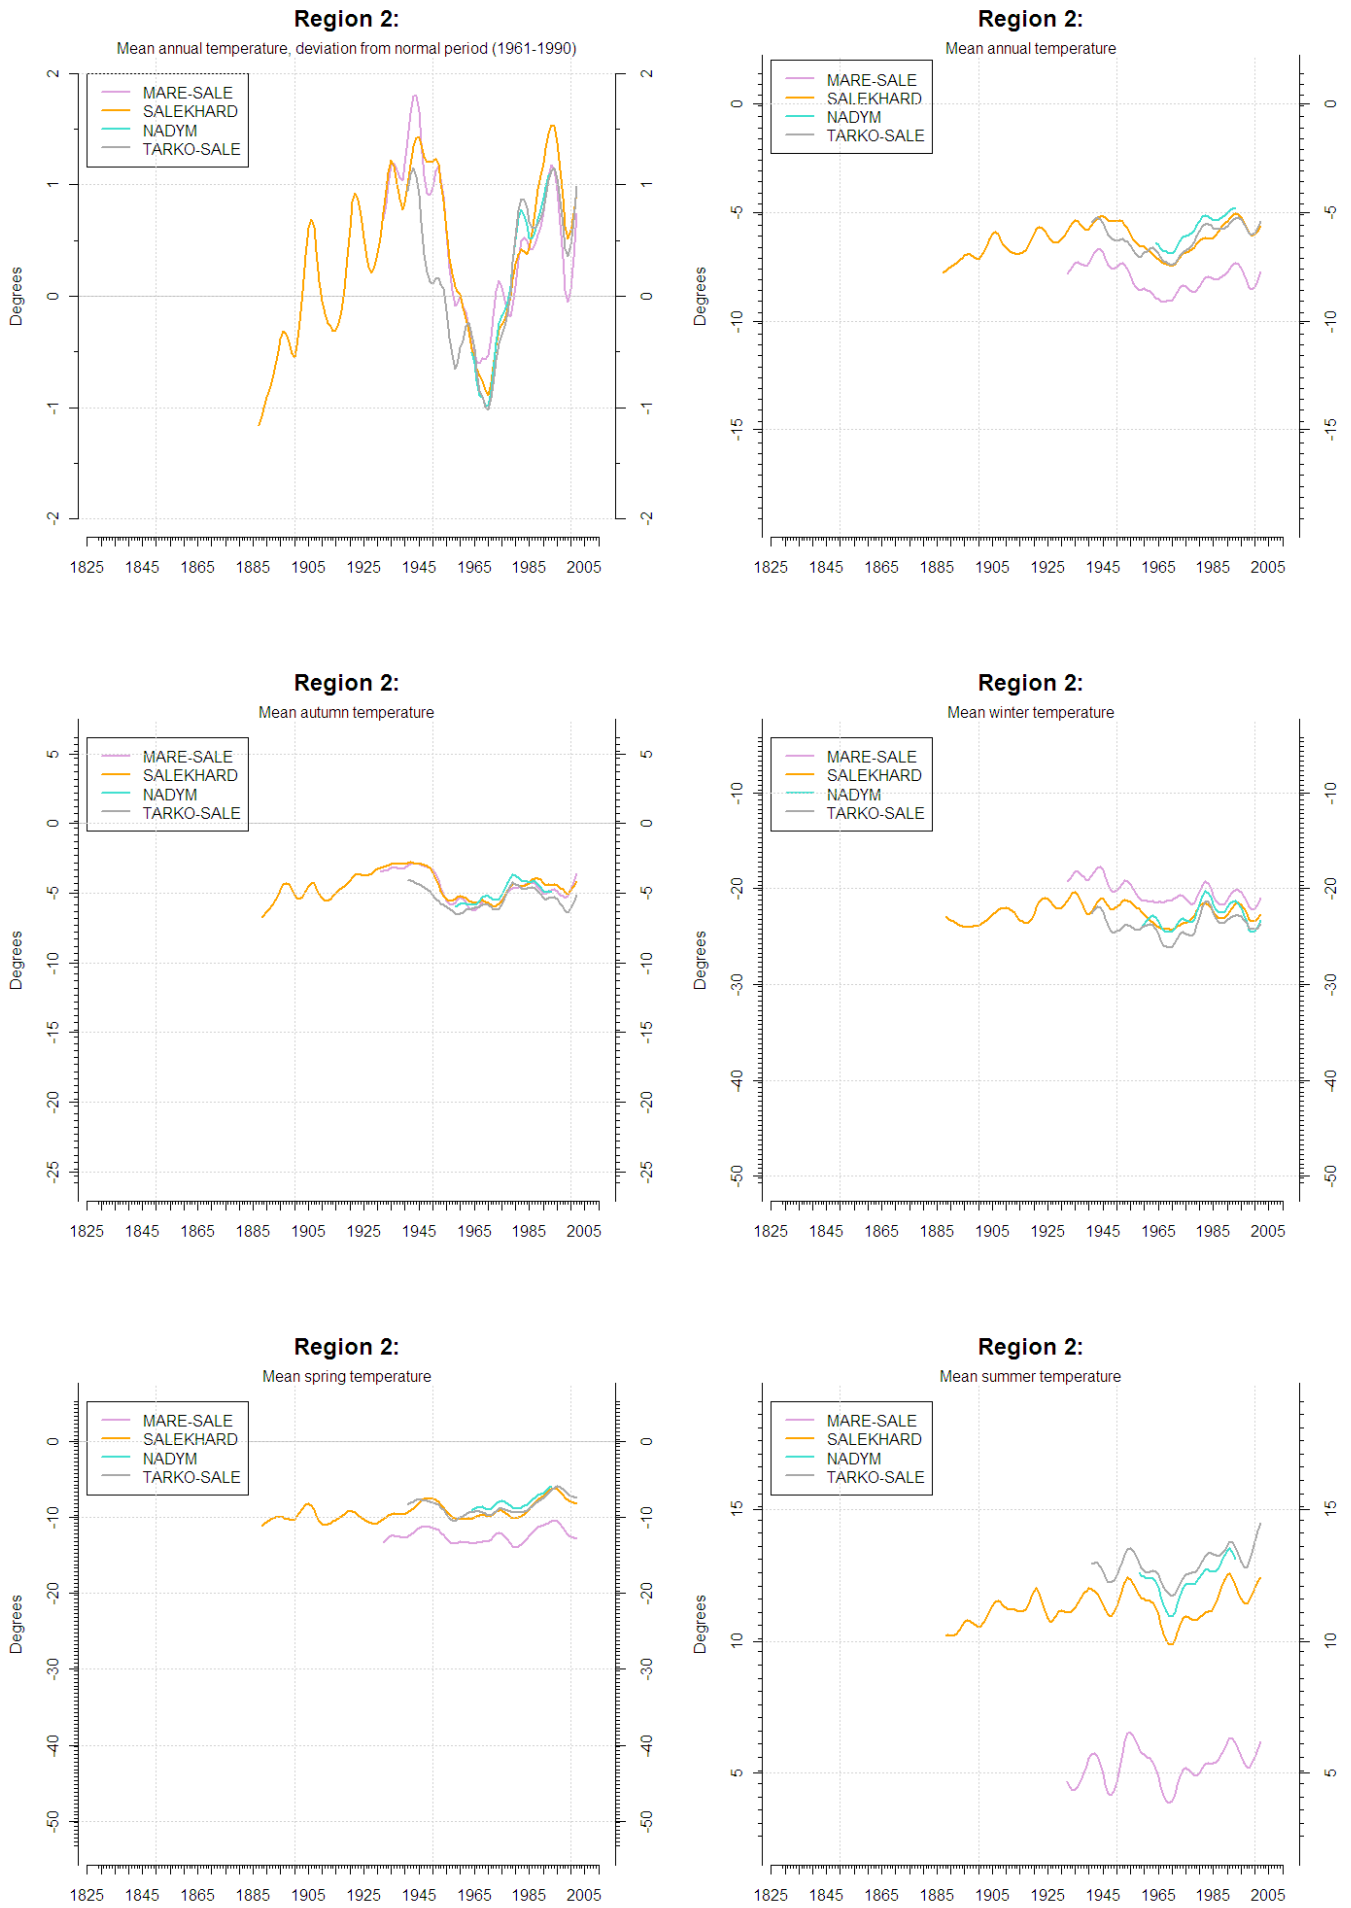 Region 2:
Mean annual temperature, deviation from normal period (1961-1990)
MARE-SALE
SALEKHARD
NADYM
TARKO-SALE
Degrees
2
1
0
-1
-2
2
1
0
-1
-2
1825 1845 1865 1885 1905 1925 1945 1965 1985 2005
Region 2:
Mean annual temperature
MARE-SALE
SALEKHARD
NADYM
TARKO-SALE
Degrees
0
-5
-10
-15
0
-5
-10
-15
1825 1845 1865 1885 1905 1925 1945 1965 1985 2005
Region 2:
Mean autumn temperature
MARE-SALE
SALEKHARD
NADYM
TARKO-SALE
Degrees
5
0
-5
-10
-15
-20
-25
5
0
-5
-10
-15
-20
-25
1825 1845 1865 1885 1905 1925 1945 1965 1985 2005
Region 2:
Mean winter temperature
MARE-SALE
SALEKHARD
NADYM
TARKO-SALE
Degrees
-10
-20
-30
-40
-50
-10
-20
-30
-40
-50
1825 1845 1865 1885 1905 1925 1945 1965 1985 2005
Region 2:
Mean spring temperature
MARE-SALE
SALEKHARD
NADYM
TARKO-SALE
Degrees
0
-10
-20
-30
-40
-50
0
-10
-20
-30
-40
-50
1825 1845 1865 1885 1905 1925 1945 1965 1985 2005
Region 2:
Mean summer temperature
MARE-SALE
SALEKHARD
NADYM
TARKO-SALE
Degrees
15
10
5
15
10
5
1825 1845 1865 1885 1905 1925 1945 1965 1985 2005